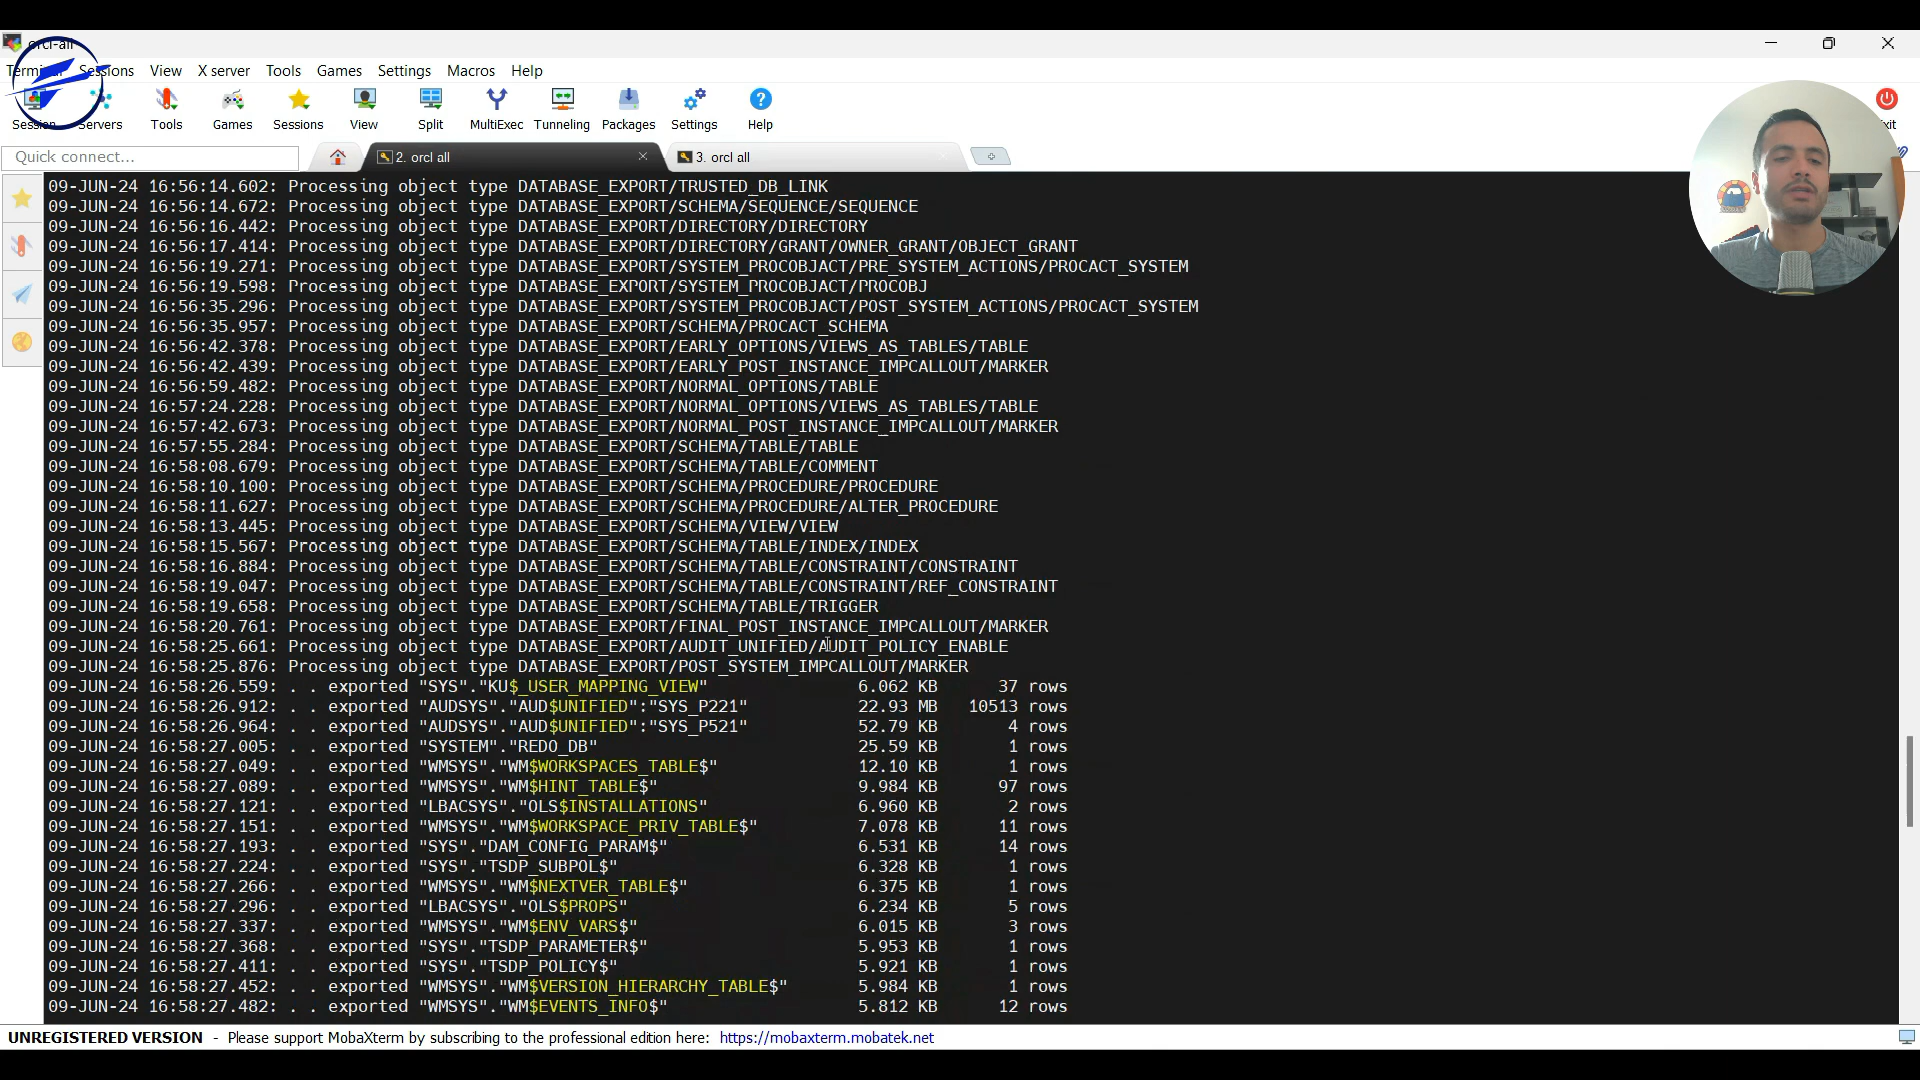 orcl-all
Terminal Sessions View X server Tools Games Settings Macros Help
Session Servers Tools Games Sessions View Split MultiExec Tunneling Packages Settings Help
Quick connect... 2. orcl all 3. orcl all
09-JUN-24 16:56:14.602: Processing object type DATABASE_EXPORT/TRUSTED_DB_LINK
09-JUN-24 16:56:14.672: Processing object type DATABASE_EXPORT/SCHEMA/SEQUENCE/SEQUENCE
09-JUN-24 16:56:16.442: Processing object type DATABASE_EXPORT/DIRECTORY/DIRECTORY
09-JUN-24 16:56:17.414: Processing object type DATABASE_EXPORT/DIRECTORY/GRANT/OWNER_GRANT/OBJECT_GRANT
09-JUN-24 16:56:19.271: Processing object type DATABASE_EXPORT/SYSTEM_PROCOBJACT/PRE_SYSTEM_ACTIONS/PROCACT_SYSTEM
09-JUN-24 16:56:19.598: Processing object type DATABASE_EXPORT/SYSTEM_PROCOBJACT/PROCOBJ
09-JUN-24 16:56:35.296: Processing object type DATABASE_EXPORT/SYSTEM_PROCOBJACT/POST_SYSTEM_ACTIONS/PROCACT_SYSTEM
09-JUN-24 16:56:35.957: Processing object type DATABASE_EXPORT/SCHEMA/PROCACT_SCHEMA
09-JUN-24 16:56:42.378: Processing object type DATABASE_EXPORT/EARLY_OPTIONS/VIEWS_AS_TABLES/TABLE
09-JUN-24 16:56:42.439: Processing object type DATABASE_EXPORT/EARLY_POST_INSTANCE_IMPCALLOUT/MARKER
09-JUN-24 16:56:59.482: Processing object type DATABASE_EXPORT/NORMAL_OPTIONS/TABLE
09-JUN-24 16:57:24.228: Processing object type DATABASE_EXPORT/NORMAL_OPTIONS/VIEWS_AS_TABLES/TABLE
09-JUN-24 16:57:42.673: Processing object type DATABASE_EXPORT/NORMAL_POST_INSTANCE_IMPCALLOUT/MARKER
09-JUN-24 16:57:55.284: Processing object type DATABASE_EXPORT/SCHEMA/TABLE/TABLE
09-JUN-24 16:58:08.679: Processing object type DATABASE_EXPORT/SCHEMA/TABLE/COMMENT
09-JUN-24 16:58:10.100: Processing object type DATABASE_EXPORT/SCHEMA/PROCEDURE/PROCEDURE
09-JUN-24 16:58:11.627: Processing object type DATABASE_EXPORT/SCHEMA/PROCEDURE/ALTER_PROCEDURE
09-JUN-24 16:58:13.445: Processing object type DATABASE_EXPORT/SCHEMA/VIEW/VIEW
09-JUN-24 16:58:15.567: Processing object type DATABASE_EXPORT/SCHEMA/TABLE/INDEX/INDEX
09-JUN-24 16:58:16.884: Processing object type DATABASE_EXPORT/SCHEMA/TABLE/CONSTRAINT/CONSTRAINT
09-JUN-24 16:58:19.047: Processing object type DATABASE_EXPORT/SCHEMA/TABLE/CONSTRAINT/REF_CONSTRAINT
09-JUN-24 16:58:19.658: Processing object type DATABASE_EXPORT/SCHEMA/TABLE/TRIGGER
09-JUN-24 16:58:20.761: Processing object type DATABASE_EXPORT/FINAL_POST_INSTANCE_IMPCALLOUT/MARKER
09-JUN-24 16:58:25.661: Processing object type DATABASE_EXPORT/AUDIT_UNIFIED/AUDIT_POLICY_ENABLE
09-JUN-24 16:58:25.876: Processing object type DATABASE_EXPORT/POST_SYSTEM_IMPCALLOUT/MARKER
09-JUN-24 16:58:26.559: . . exported "SYS"."KU$_USER_MAPPING_VIEW" 6.062 KB 37 rows
09-JUN-24 16:58:26.912: . . exported "AUDSYS"."AUD$UNIFIED":"SYS_P221" 22.93 MB 10513 rows
09-JUN-24 16:58:26.964: . . exported "AUDSYS"."AUD$UNIFIED":"SYS_P521" 52.79 KB 4 rows
09-JUN-24 16:58:27.005: . . exported "SYSTEM"."REDO_DB" 25.59 KB 1 rows
09-JUN-24 16:58:27.049: . . exported "WMSYS"."WM$WORKSPACES_TABLE$" 12.10 KB 1 rows
09-JUN-24 16:58:27.089: . . exported "WMSYS"."WM$HINT_TABLE$" 9.984 KB 97 rows
09-JUN-24 16:58:27.121: . . exported "LBACSYS"."OLS$INSTALLATIONS" 6.960 KB 2 rows
09-JUN-24 16:58:27.151: . . exported "WMSYS"."WM$WORKSPACE_PRIV_TABLE$" 7.078 KB 11 rows
09-JUN-24 16:58:27.193: . . exported "SYS"."DAM_CONFIG_PARAM$" 6.531 KB 14 rows
09-JUN-24 16:58:27.224: . . exported "SYS"."TSDP_SUBPOL$" 6.328 KB 1 rows
09-JUN-24 16:58:27.266: . . exported "WMSYS"."WM$NEXTVER_TABLE$" 6.375 KB 1 rows
09-JUN-24 16:58:27.296: . . exported "LBACSYS"."OLS$PROPS" 6.234 KB 5 rows
09-JUN-24 16:58:27.337: . . exported "WMSYS"."WM$ENV_VARS$" 6.015 KB 3 rows
09-JUN-24 16:58:27.368: . . exported "SYS"."TSDP_PARAMETER$" 5.953 KB 1 rows
09-JUN-24 16:58:27.411: . . exported "SYS"."TSDP_POLICY$" 5.921 KB 1 rows
09-JUN-24 16:58:27.452: . . exported "WMSYS"."WM$VERSION_HIERARCHY_TABLE$" 5.984 KB 1 rows
09-JUN-24 16:58:27.482: . . exported "WMSYS"."WM$EVENTS_INFO$" 5.812 KB 12 rows
UNREGISTERED VERSION - Please support MobaXterm by subscribing to the professional edition here: https://mobaxterm.mobatek.net